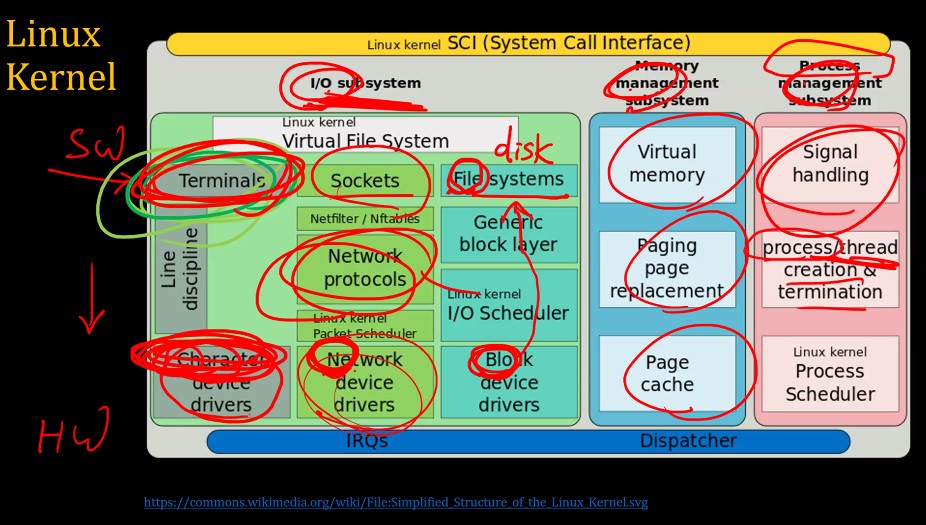 Linux
Kernel
Linux kernel SCI (System Call Interface)
I/O subsystem
Memory
management
subsystem
Process
management
subsystem
Linux kernel
Virtual File System
disk
SW
Terminals
Sockets
File systems
Netfilter / Nftables
Generic
block layer
Line
discipline
Network
protocols
Linux kernel
I/O Scheduler
Linux kernel
Packet Scheduler
Character
device
drivers
Network
device
drivers
Block
device
drivers
HW
Virtual
memory
Paging
page
replacement
Page
cache
Signal
handling
process/thread
creation &
termination
Linux kernel
Process
Scheduler
IRQs
Dispatcher
https://commons.wikimedia.org/wiki/File:Simplified_Structure_of_the_Linux_Kernel.svg